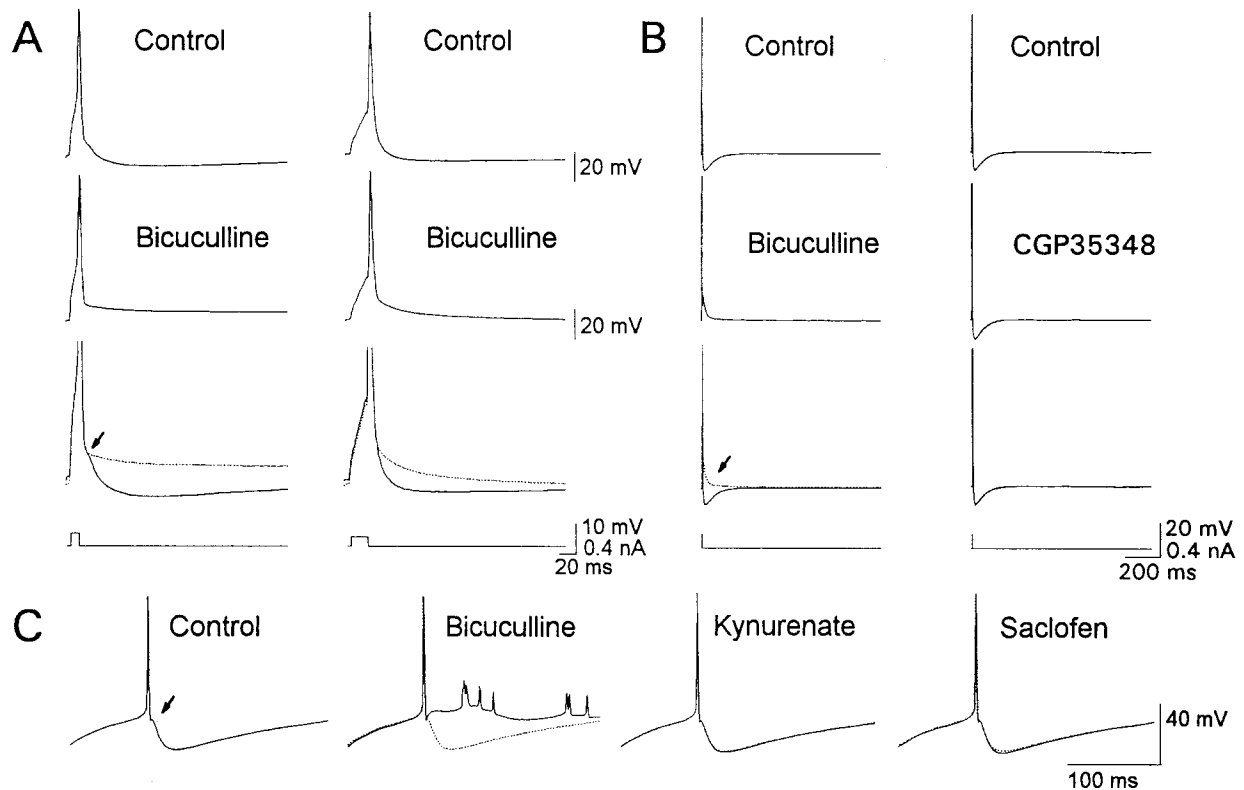 A
Control
Control
20 mV
Bicuculline
Bicuculline
20 mV
10 mV
0.4 nA
20 ms
B
Control
Control
Bicuculline
CGP35348
20 mV
0.4 nA
200 ms
C
Control
Bicuculline
Kynurenate
Saclofen
40 mV
100 ms